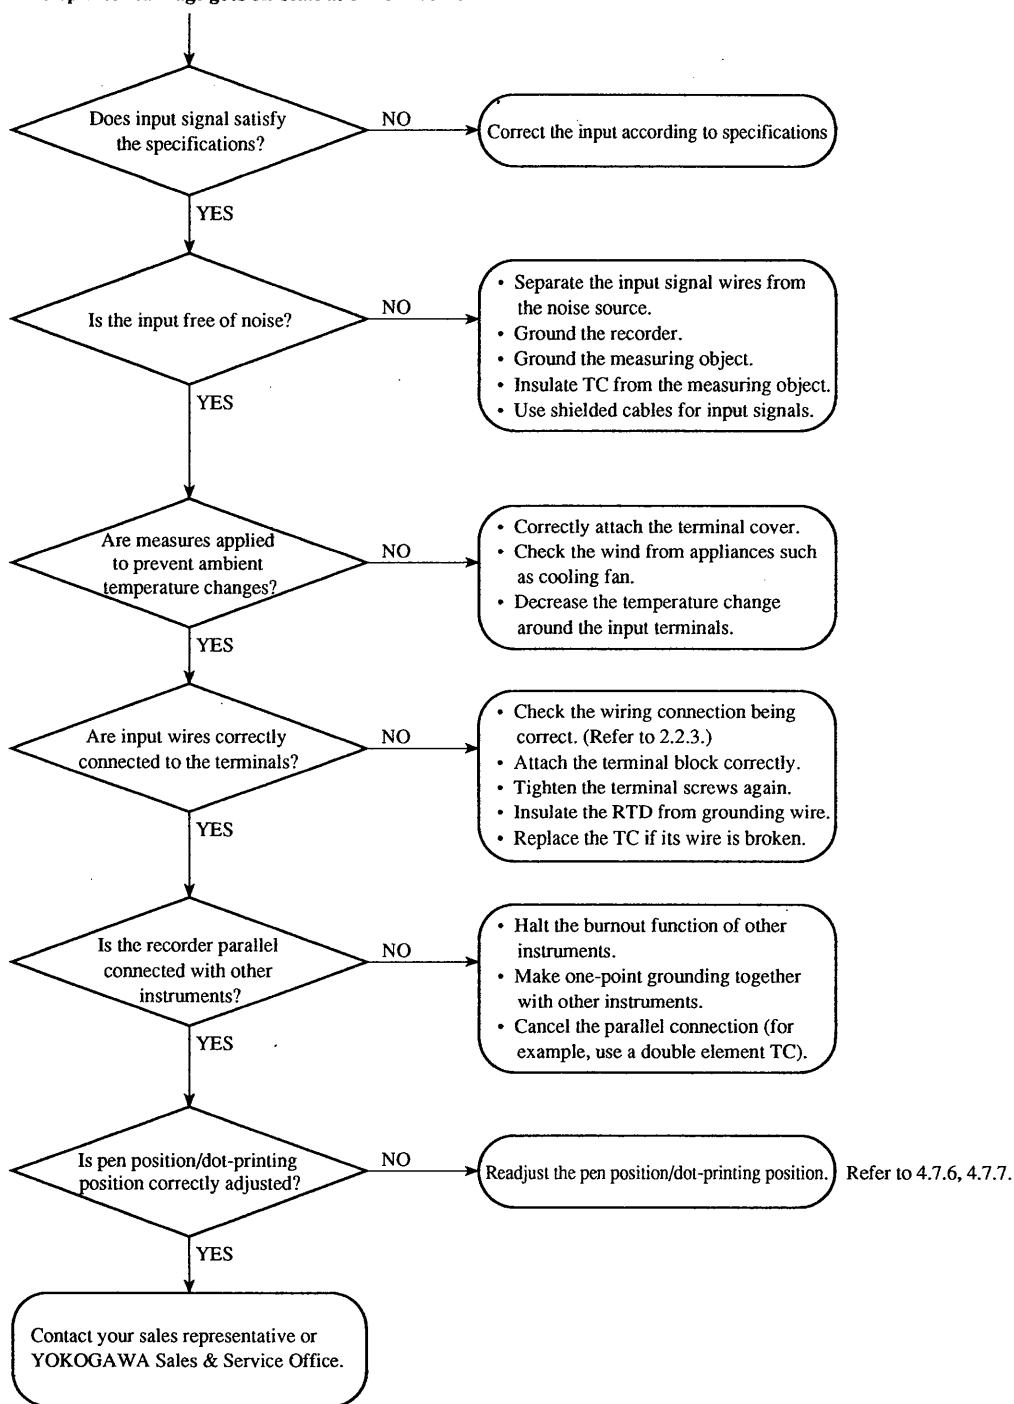 Does input signal satisfy
the specifications?
NO
Correct the input according to specifications
YES
Is the input free of noise?
NO
• Separate the input signal wires from
the noise source.
• Ground the recorder.
• Ground the measuring object.
• Insulate TC from the measuring object.
• Use shielded cables for input signals.
YES
Are measures applied
to prevent ambient
temperature changes?
NO
• Correctly attach the terminal cover.
• Check the wind from appliances such
as cooling fan.
• Decrease the temperature change
around the input terminals.
YES
Are input wires correctly
connected to the terminals?
NO
• Check the wiring connection being
correct. (Refer to 2.2.3.)
• Attach the terminal block correctly.
• Tighten the terminal screws again.
• Insulate the RTD from grounding wire.
• Replace the TC if its wire is broken.
YES
Is the recorder parallel
connected with other
instruments?
NO
• Halt the burnout function of other
instruments.
• Make one-point grounding together
with other instruments.
• Cancel the parallel connection (for
example, use a double element TC).
YES
Is pen position/dot-printing
position correctly adjusted?
NO
Readjust the pen position/dot-printing position.
Refer to 4.7.6, 4.7.7.
YES
Contact your sales representative or
YOKOGAWA Sales & Service Office.